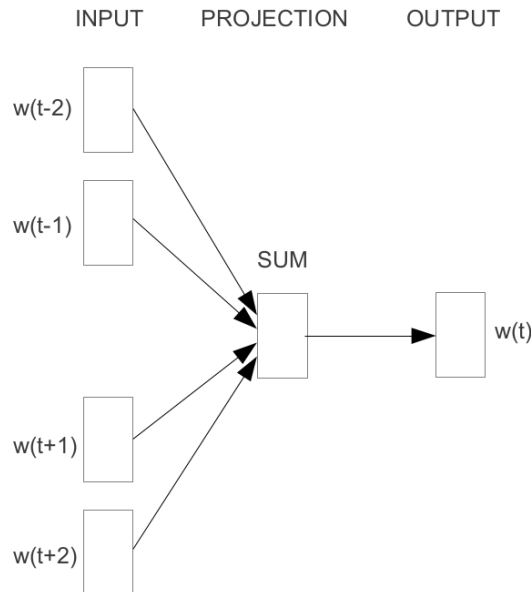 INPUT PROJECTION OUTPUT
w(t-2)
w(t-1)
SUM
w(t)
w(t+1)
w(t+2)